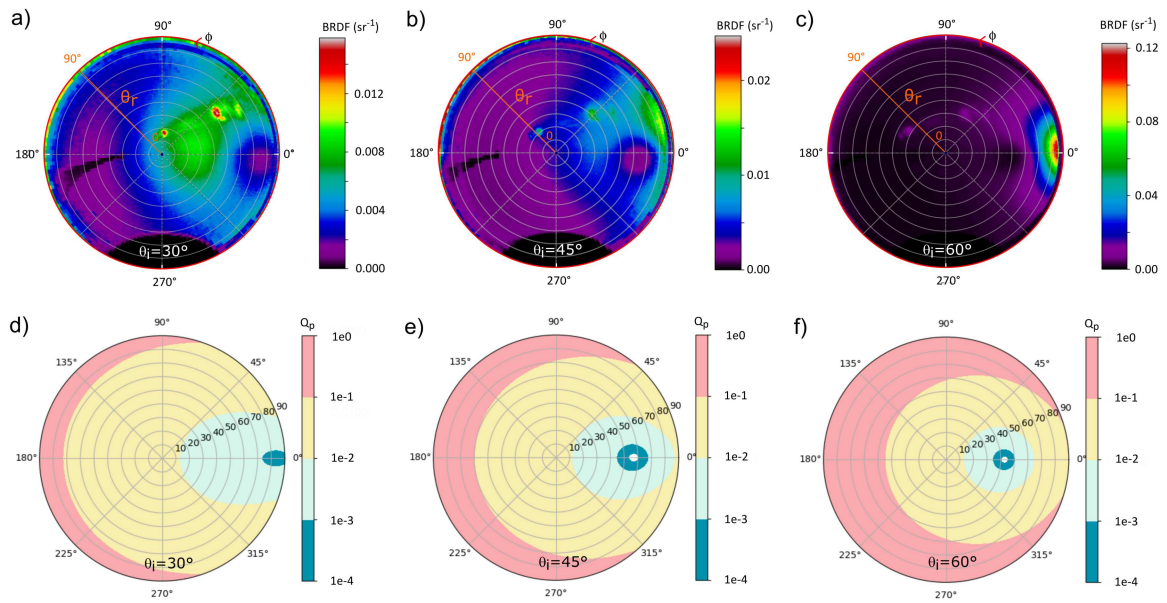 a)
90°
ϕ
BRDF (sr⁻¹)
90°
θr
0
180°
0°
θi=30°
270°
0.012
0.008
0.004
0.000
b)
90°
ϕ
BRDF (sr⁻¹)
90°
θr
0
180°
0°
θi=45°
270°
0.02
0.01
0.00
c)
90°
ϕ
BRDF (sr⁻¹)
90°
θr
0
180°
0°
θi=60°
270°
0.12
0.08
0.04
0.00
d)
90°
135°
45°
10 20 30 40 50 60 70 80 90
180°
0°
225°
315°
θi=30°
270°
Qp
1e0
1e-1
1e-2
1e-3
1e-4
e)
90°
135°
45°
10 20 30 40 50 60 70 80 90
180°
0°
225°
315°
θi=45°
270°
Qp
1e0
1e-1
1e-2
1e-3
1e-4
f)
90°
135°
45°
10 20 30 40 50 60 70 80 90
180°
0°
225°
315°
θi=60°
270°
Qp
1e0
1e-1
1e-2
1e-3
1e-4